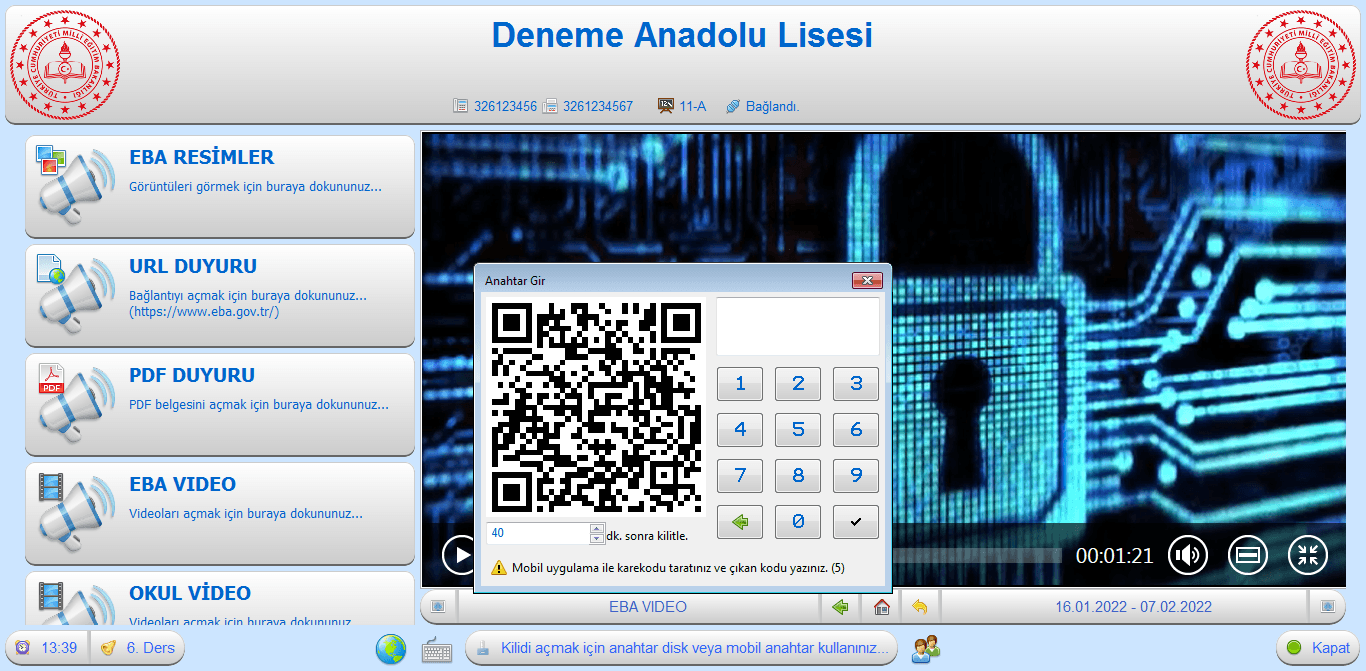 Deneme Anadolu Lisesi
326123456 3261234567 11-A Bağlandı.
EBA RESİMLER
Görüntüleri görmek için buraya dokununuz...
URL DUYURU
Bağlantıyı açmak için buraya dokununuz...
(https://www.eba.gov.tr/)
PDF
PDF DUYURU
PDF belgesini açmak için buraya dokununuz...
EBA VIDEO
Videoları açmak için buraya dokununuz...
OKUL VİDEO
Videoları açmak için buraya dokununuz...
Anahtar Gir
1 2 3
4 5 6
7 8 9
0
40 dk. sonra kilitle.
Mobil uygulama ile karekodu taratınız ve çıkan kodu yazınız. (5)
00:01:21
EBA VIDEO
16.01.2022 - 07.02.2022
13:39
6. Ders
Kilidi açmak için anahtar disk veya mobil anahtar kullanınız...
Kapat